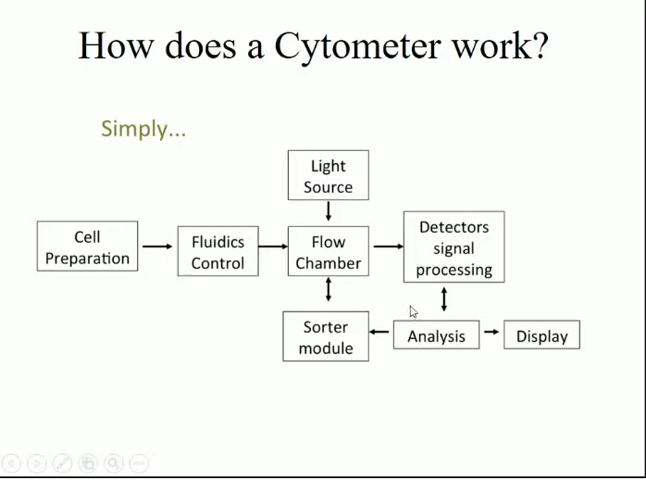 How does a Cytometer work?
Simply...
Light
Source
Cell
Preparation
Fluidics
Control
Flow
Chamber
Detectors
signal
processing
Sorter
module
Analysis
Display